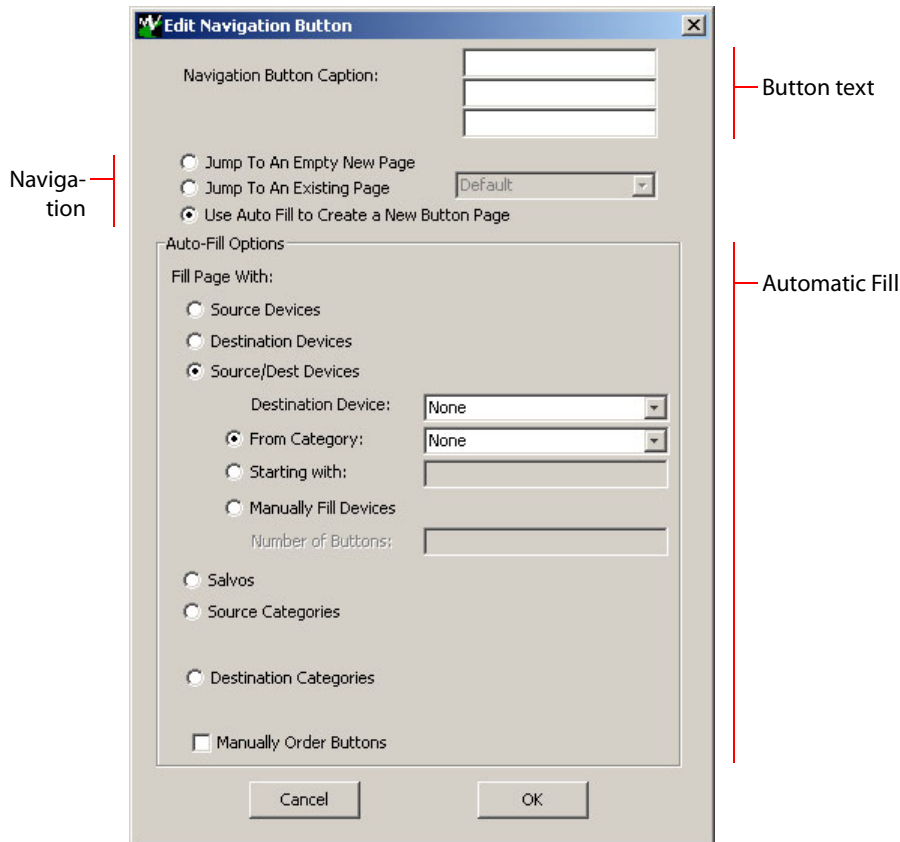 Edit Navigation Button
Navigation Button Caption:
Button text
Jump To An Empty New Page
Jump To An Existing Page
Default
Use Auto Fill to Create a New Button Page
Naviga-
tion
Auto-Fill Options
Automatic Fill
Fill Page With:
Source Devices
Destination Devices
Source/Dest Devices
Destination Device:
None
From Category:
None
Starting with:
Manually Fill Devices
Number of Buttons:
Salvos
Source Categories
Destination Categories
Manually Order Buttons
Cancel
OK